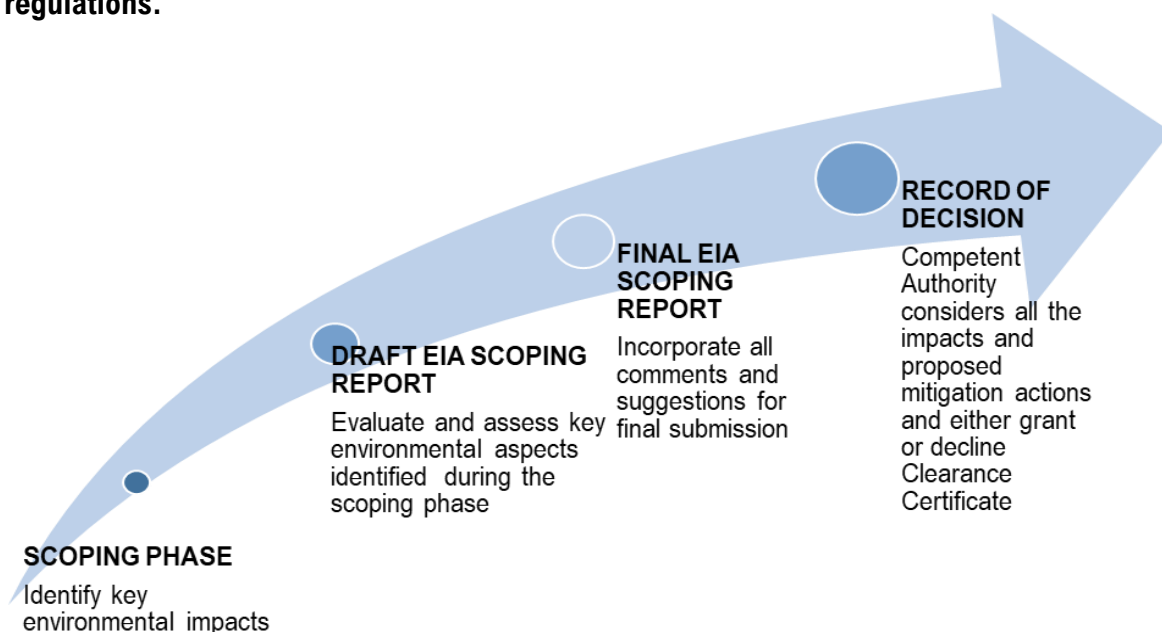 regulations.
SCOPING PHASE
Identify key
environmental impacts
DRAFT EIA SCOPING
REPORT
Evaluate and assess key
environmental aspects
identified during the
scoping phase
FINAL EIA
SCOPING
REPORT
Incorporate all
comments and
suggestions for
final submission
RECORD OF
DECISION
Competent
Authority
considers all the
impacts and
proposed
mitigation actions
and either grant
or decline
Clearance
Certificate